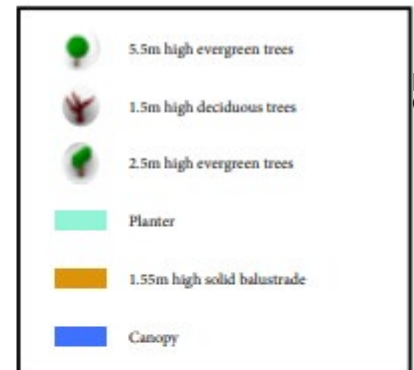 5.5m high evergreen trees
1.5m high deciduous trees
2.5m high evergreen trees
Planter
1.55m high solid balustrade
Canopy